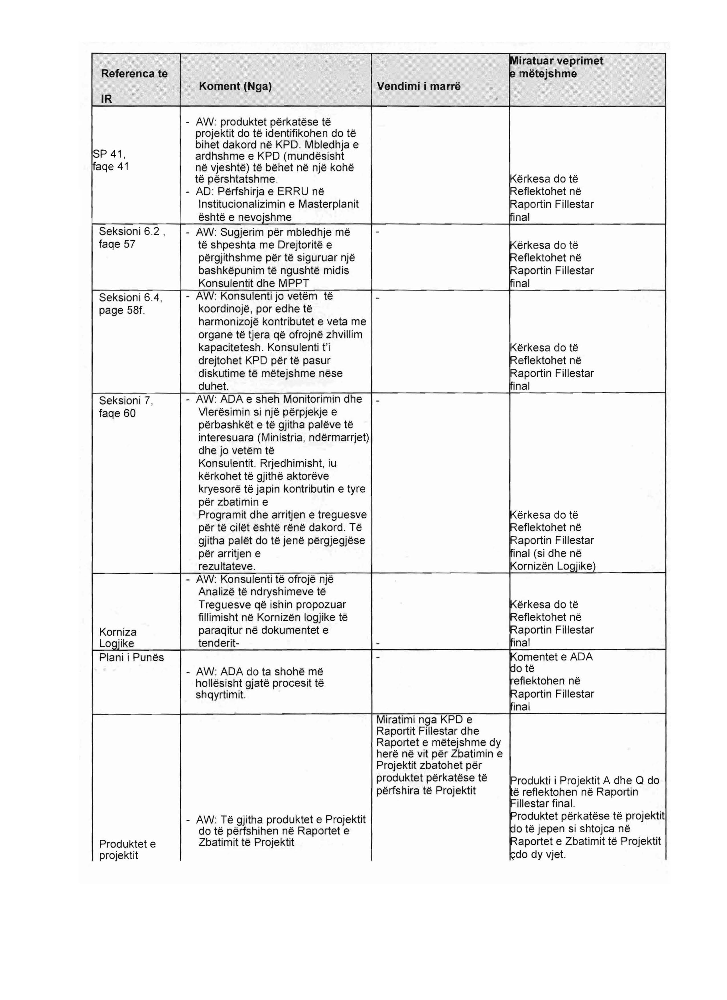 Referenca te
IR
Koment (Nga)
Vendimi i marrë
Miratuar veprimet
e mëtejshme
SP 41,
faqe 41
- AW: produktet përkatëse të
projektit do të identifikohen do të
bihet dakord në KPD. Mbledhja e
ardhshme e KPD (mundësisht
në vjeshtë) të bëhet në një kohë
të përshtatshme.
- AD: Përfshirja e ERRU në
Institucionalizimin e Masterplanit
është e nevojshme
Kërkesa do të
Reflektohet në
Raportin Fillestar
final
Seksioni 6.2 ,
faqe 57
- AW: Sugjerim për mbledhje më
të shpeshta me Drejtoritë e
përgjithshme për të siguruar një
bashkëpunim të ngushtë midis
Konsulentit dhe MPPT
-
Kërkesa do të
Reflektohet në
Raportin Fillestar
final
Seksioni 6.4,
page 58f.
- AW: Konsulenti jo vetëm të
koordinojë, por edhe të
harmonizojë kontributet e veta me
organe të tjera që ofrojnë zhvillim
kapacitetesh. Konsulenti t'i
drejtohet KPD për të pasur
diskutime të mëtejshme nëse
duhet.
-
Kërkesa do të
Reflektohet në
Raportin Fillestar
final
Seksioni 7,
faqe 60
- AW: ADA e sheh Monitorimin dhe
Vlerësimin si një përpjekje e
përbashkët e të gjitha palëve të
interesuara (Ministria, ndërmarrjet)
dhe jo vetëm të
Konsulentit. Rrjedhimisht, iu
kërkohet të gjithë aktorëve
kryesorë të japin kontributin e tyre
për zbatimin e
Programit dhe arritjen e treguesve
për të cilët është rënë dakord. Të
gjitha palët do të jenë përgjegjëse
për arritjen e
rezultateve.
-
Kërkesa do të
Reflektohet në
Raportin Fillestar
final (si dhe në
Kornizën Logjike)
Korniza
Logjike
- AW: Konsulenti të ofrojë një
Analizë të ndryshimeve të
Treguesve që ishin propozuar
fillimisht në Kornizën logjike të
paraqitur në dokumentet e
tenderit-
-
Kërkesa do të
Reflektohet në
Raportin Fillestar
final
Plani i Punës
- AW: ADA do ta shohë më
hollësisht gjatë procesit të
shqyrtimit.
-
Komentet e ADA
do të
reflektohen në
Raportin Fillestar
final
Produktet e
projektit
- AW: Të gjitha produktet e Projektit
do të përfshihen në Raportet e
Zbatimit të Projektit
Miratimi nga KPD e
Raportit Fillestar dhe
Raportet e mëtejshme dy
herë në vit për Zbatimin e
Projektit zbatohet për
produktet përkatëse të
përfshira të Projektit
Produkti i Projektit A dhe Q do
të reflektohen në Raportin
Fillestar final.
Produktet përkatëse të projektit
do të jepen si shtojca në
Raportet e Zbatimit të Projektit
çdo dy vjet.